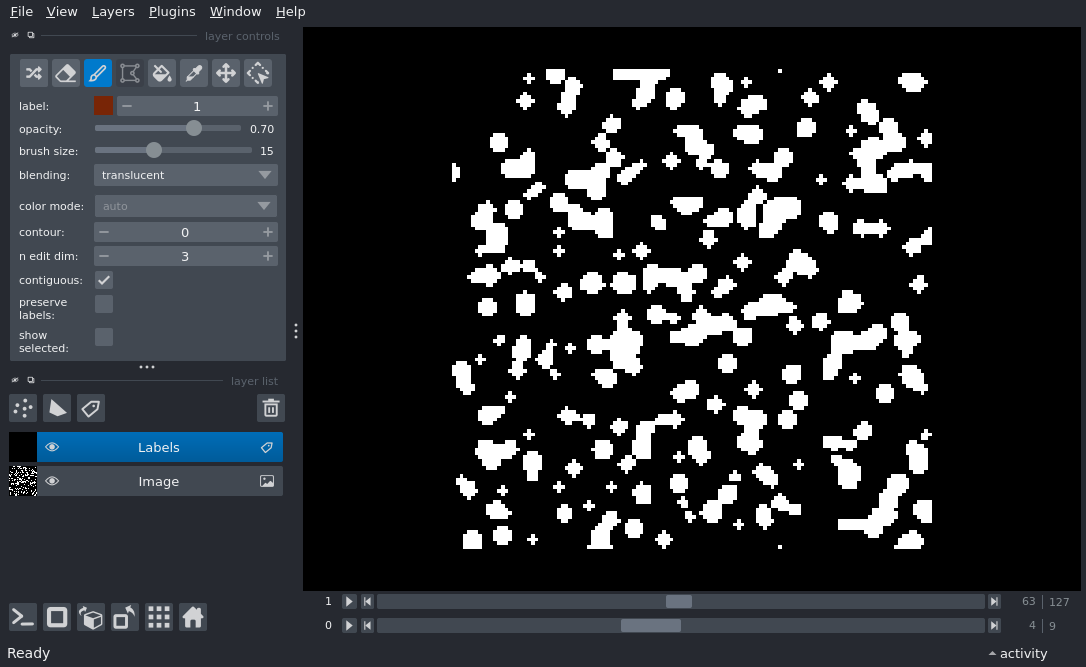 File View Layers Plugins Window Help
layer controls
label: 1
opacity: 0.70
brush size: 15
blending: translucent
color mode: auto
contour: 0
n edit dim: 3
contiguous:
preserve
labels:
show
selected:
layer list
Labels
Image
1 63 127
0 4 9
Ready activity